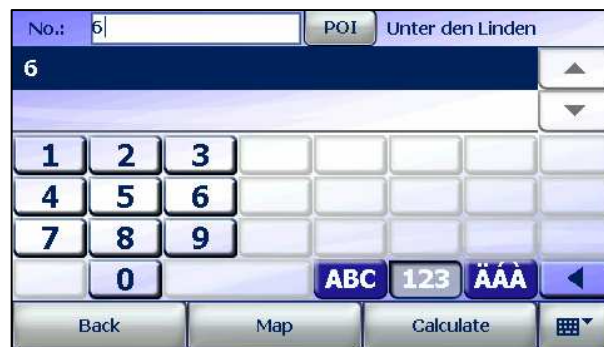 No.: 6 POI Unter den Linden
6
1 2 3
4 5 6
7 8 9
0 ABC 123 ÄÁÀ
Back Map Calculate